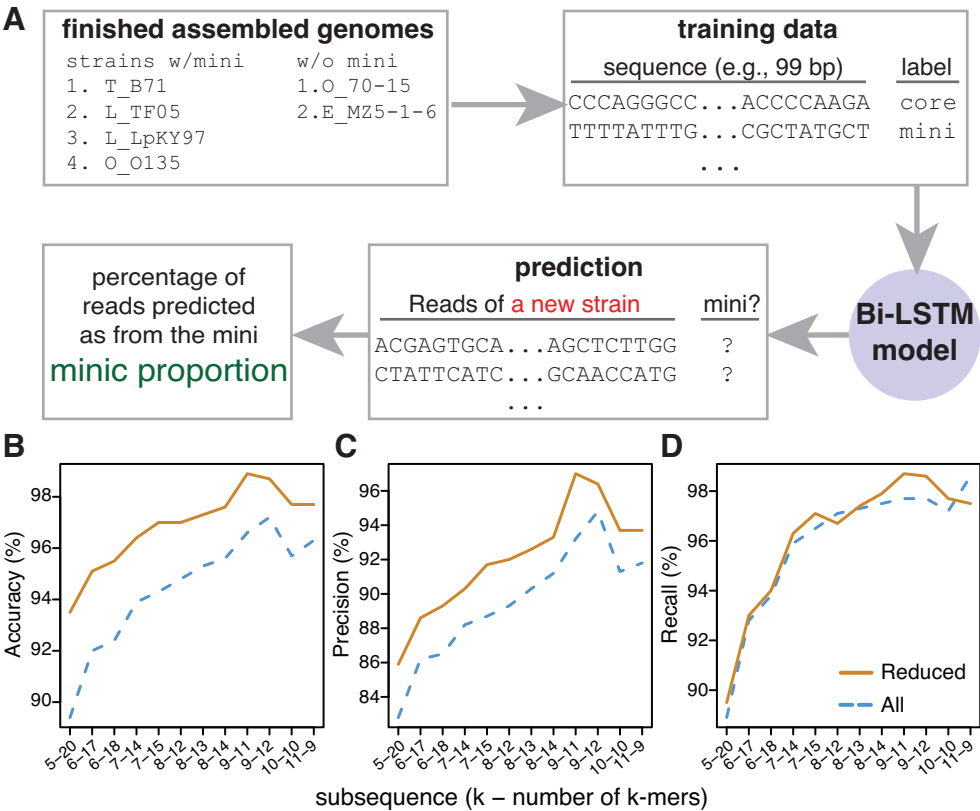 A
finished assembled genomes
strains w/mini
w/o mini
1. T_B71
1.O_70-15
2. L_TF05
2.E_MZ5-1-6
3. L_LpKY97
4. O_O135
training data
sequence (e.g., 99 bp)
label
CCCAGGGCC...ACCCCAAGA
core
TTTTATTTG...CGCTATGCT
mini
...
percentage of
reads predicted
as from the mini
minic proportion
prediction
Reads of a new strain
mini?
ACGAGTGCA...AGCTCTTGG
?
CTATTCATC...GCAACCATG
?
...
Bi-LSTM
model
B
Accuracy (%)
98
96
94
92
90
5−20
6−17
6−18
7−14
7−15
8−12
8−13
8−14
9−11
9−12
10−10
11−9
C
Precision (%)
96
94
92
90
88
86
84
5−20
6−17
6−18
7−14
7−15
8−12
8−13
8−14
9−11
9−12
10−10
11−9
D
Recall (%)
98
96
94
92
90
Reduced
All
5−20
6−17
6−18
7−14
7−15
8−12
8−13
8−14
9−11
9−12
10−10
11−9
subsequence (k − number of k-mers)